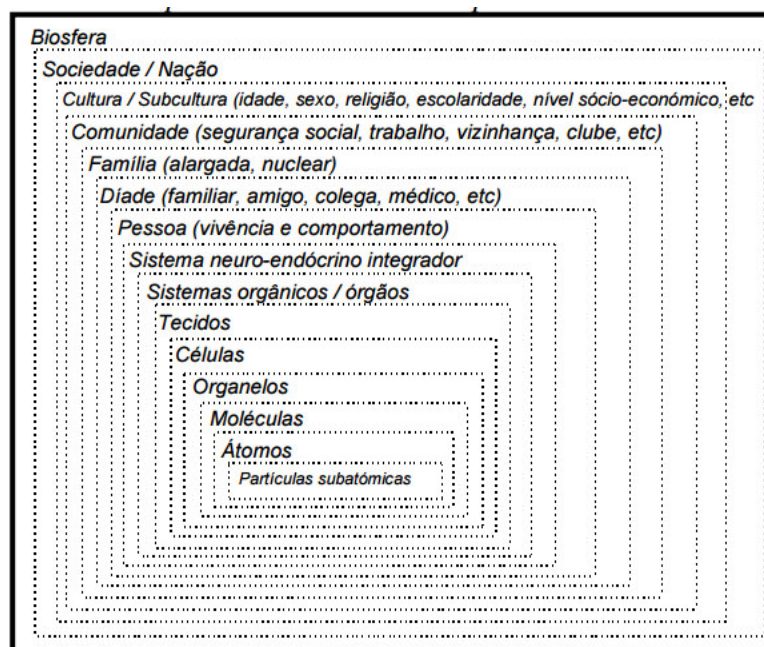 Biosfera
Sociedade / Nação
Cultura / Subcultura (idade, sexo, religião, escolaridade, nível sócio-económico, etc
Comunidade (segurança social, trabalho, vizinhança, clube, etc)
Família (alargada, nuclear)
Díade (familiar, amigo, colega, médico, etc)
Pessoa (vivência e comportamento)
Sistema neuro-endócrino integrador
Sistemas orgânicos / órgãos
Tecidos
Células
Organelos
Moléculas
Átomos
Partículas subatómicas